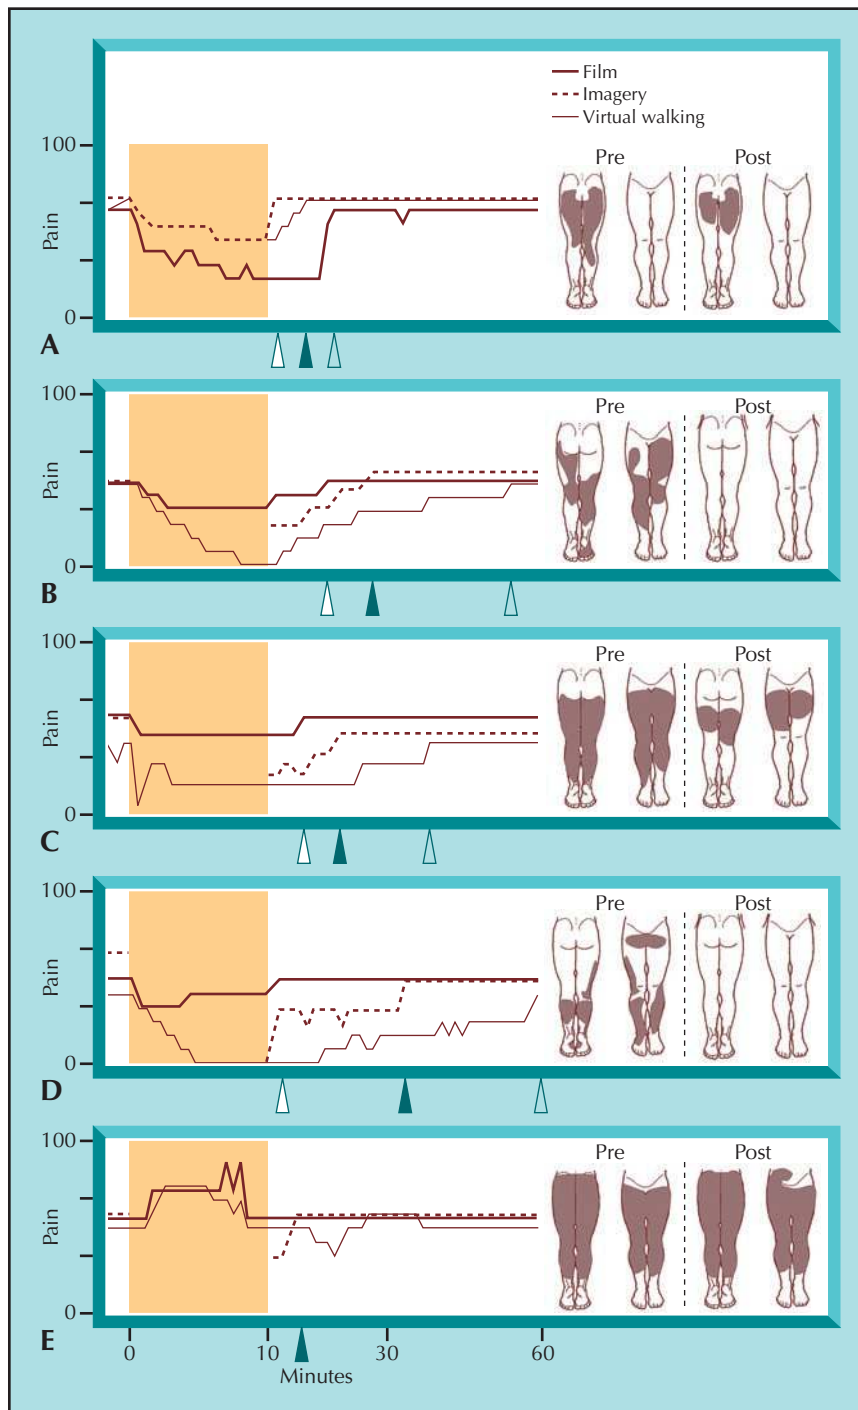 Film
Imagery
Virtual walking
100
Pain
0
Pre
Post
A
100
Pain
0
Pre
Post
B
100
Pain
0
Pre
Post
C
100
Pain
0
Pre
Post
D
100
Pain
0
Pre
Post
E
0
10
30
60
Minutes